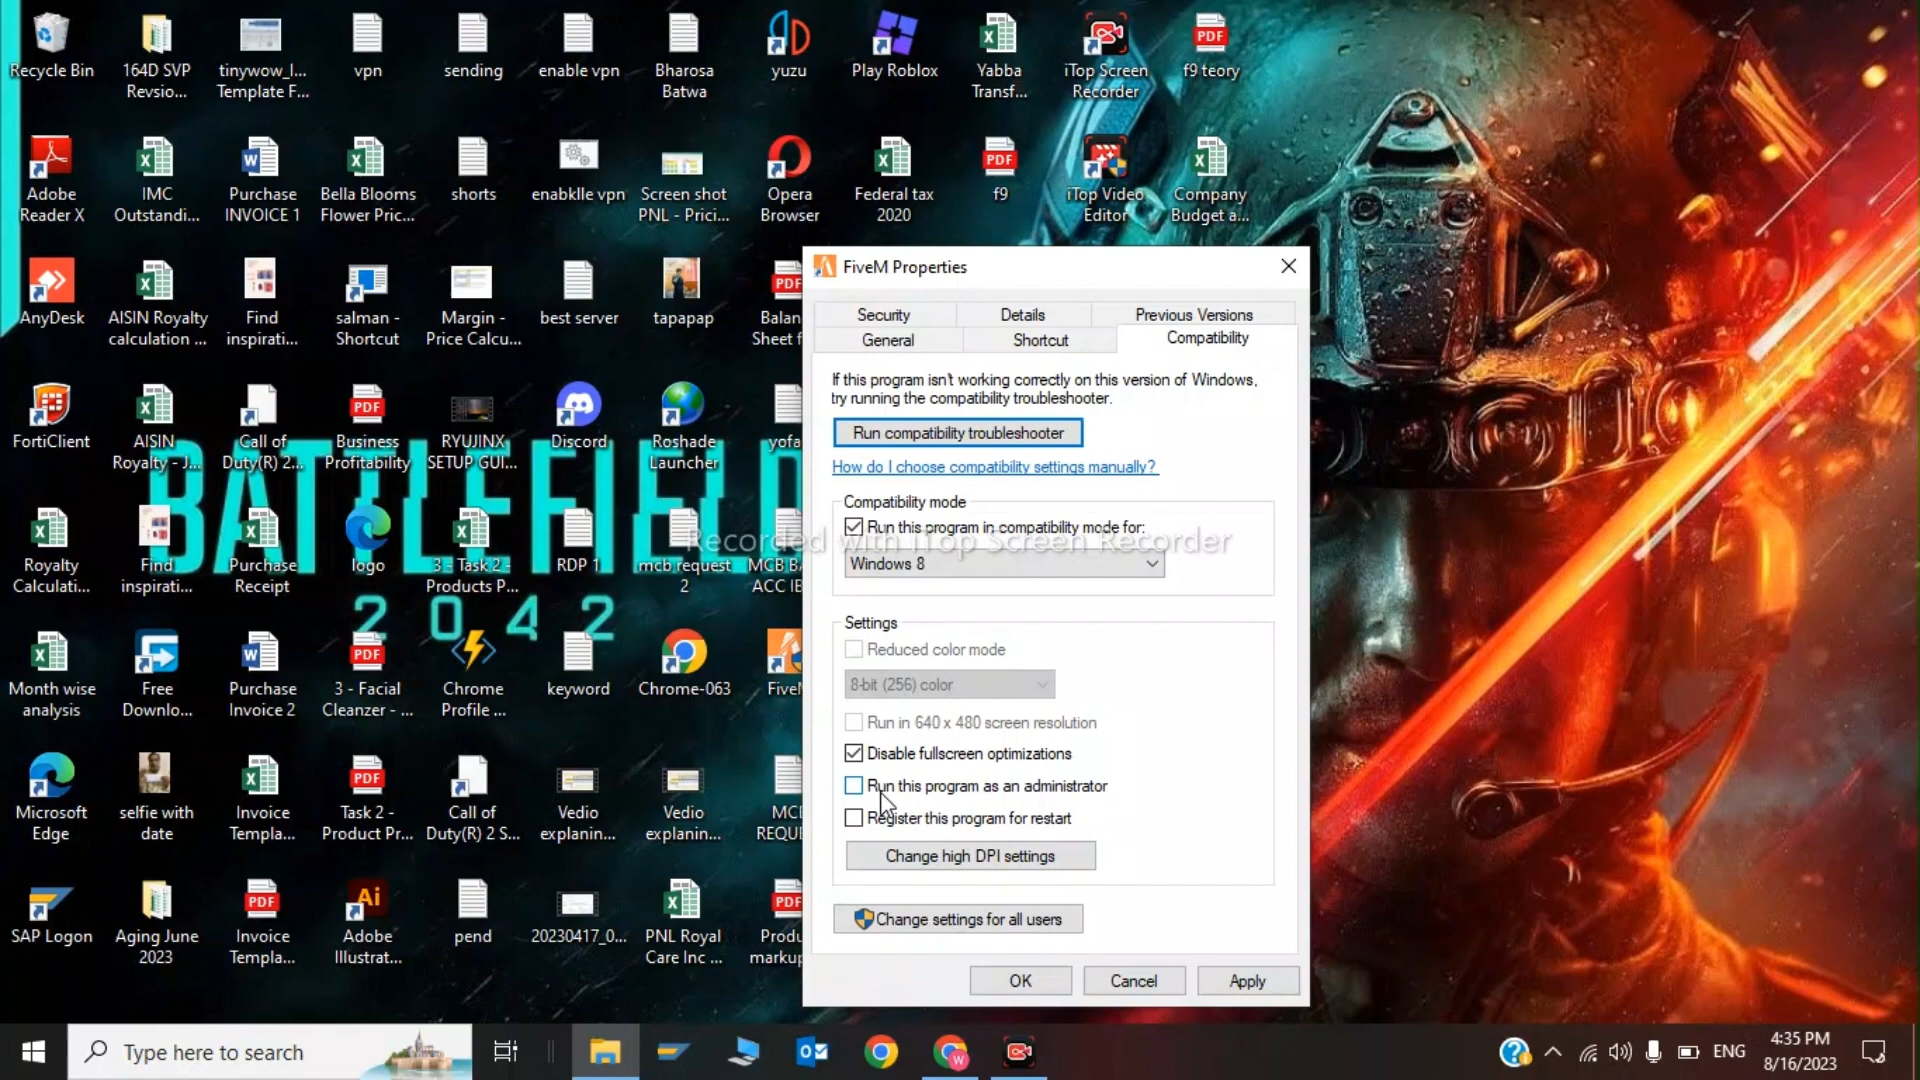 Recycle Bin
164D SVP
Revsio...
tinywow_l...
Template F...
vpn
sending
enable vpn
Bharosa
Batwa
yuzu
Play Roblox
Yabba
Transf...
iTop Screen
Recorder
f9 teory
Adobe
Reader X
IMC
Outstandi...
Purchase
INVOICE 1
Bella Blooms
Flower Pric...
shorts
enabklle vpn
Screen shot
PNL - Prici...
Opera
Browser
Federal tax
2020
f9
iTop Video
Editor
Company
Budget a...
AnyDesk
AISIN Royalty
calculation ...
Find
inspirati...
salman -
Shortcut
Margin -
Price Calcu...
best server
tapapap
Balan
Sheet f
FortiClient
AISIN
Royalty - J...
Call of
Duty(R) 2...
Business
Profitability
RYUJINX
SETUP GUI...
Discord
Roshade
Launcher
yofa
BATTLEFIELD
2042
Royalty
Calculati...
Find
inspirati...
Purchase
Receipt
logo
3 - Task 2 -
Products P...
RDP 1
mcb request
2
MCB BA
ACC IB
Month wise
analysis
Free
Downlo...
Purchase
Invoice 2
3 - Facial
Cleanzer - ...
Chrome
Profile ...
keyword
Chrome-063
FiveM
Microsoft
Edge
selfie with
date
Invoice
Templa...
Task 2 -
Product Pr...
Call of
Duty(R) 2 S...
Vedio
explanin...
Vedio
explanin...
MC
REQUE
SAP Logon
Aging June
2023
Invoice
Templa...
Adobe
Illustrat...
pend
20230417_0...
PNL Royal
Care Inc ...
Produ
markup
FiveM Properties
Security
Details
Previous Versions
General
Shortcut
Compatibility
If this program isn't working correctly on this version of Windows,
try running the compatibility troubleshooter.
Run compatibility troubleshooter
How do I choose compatibility settings manually?
Compatibility mode
Run this program in compatibility mode for:
Recorded with iTop Screen Recorder
Windows 8
Settings
Reduced color mode
8-bit (256) color
Run in 640 x 480 screen resolution
Disable fullscreen optimizations
Run this program as an administrator
Register this program for restart
Change high DPI settings
Change settings for all users
OK
Cancel
Apply
Type here to search
ENG
4:35 PM
8/16/2023